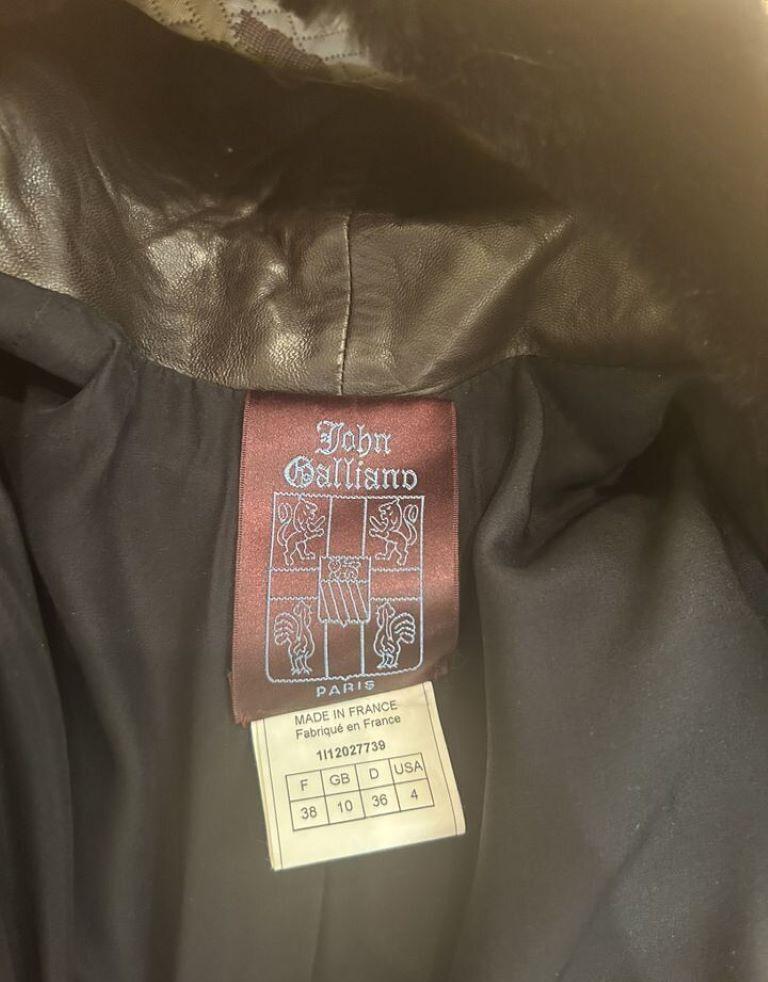 John
Galliano
PARIS
MADE IN FRANCE
Fabriqué en France
1I12027739
F GB D USA
38 10 36 4